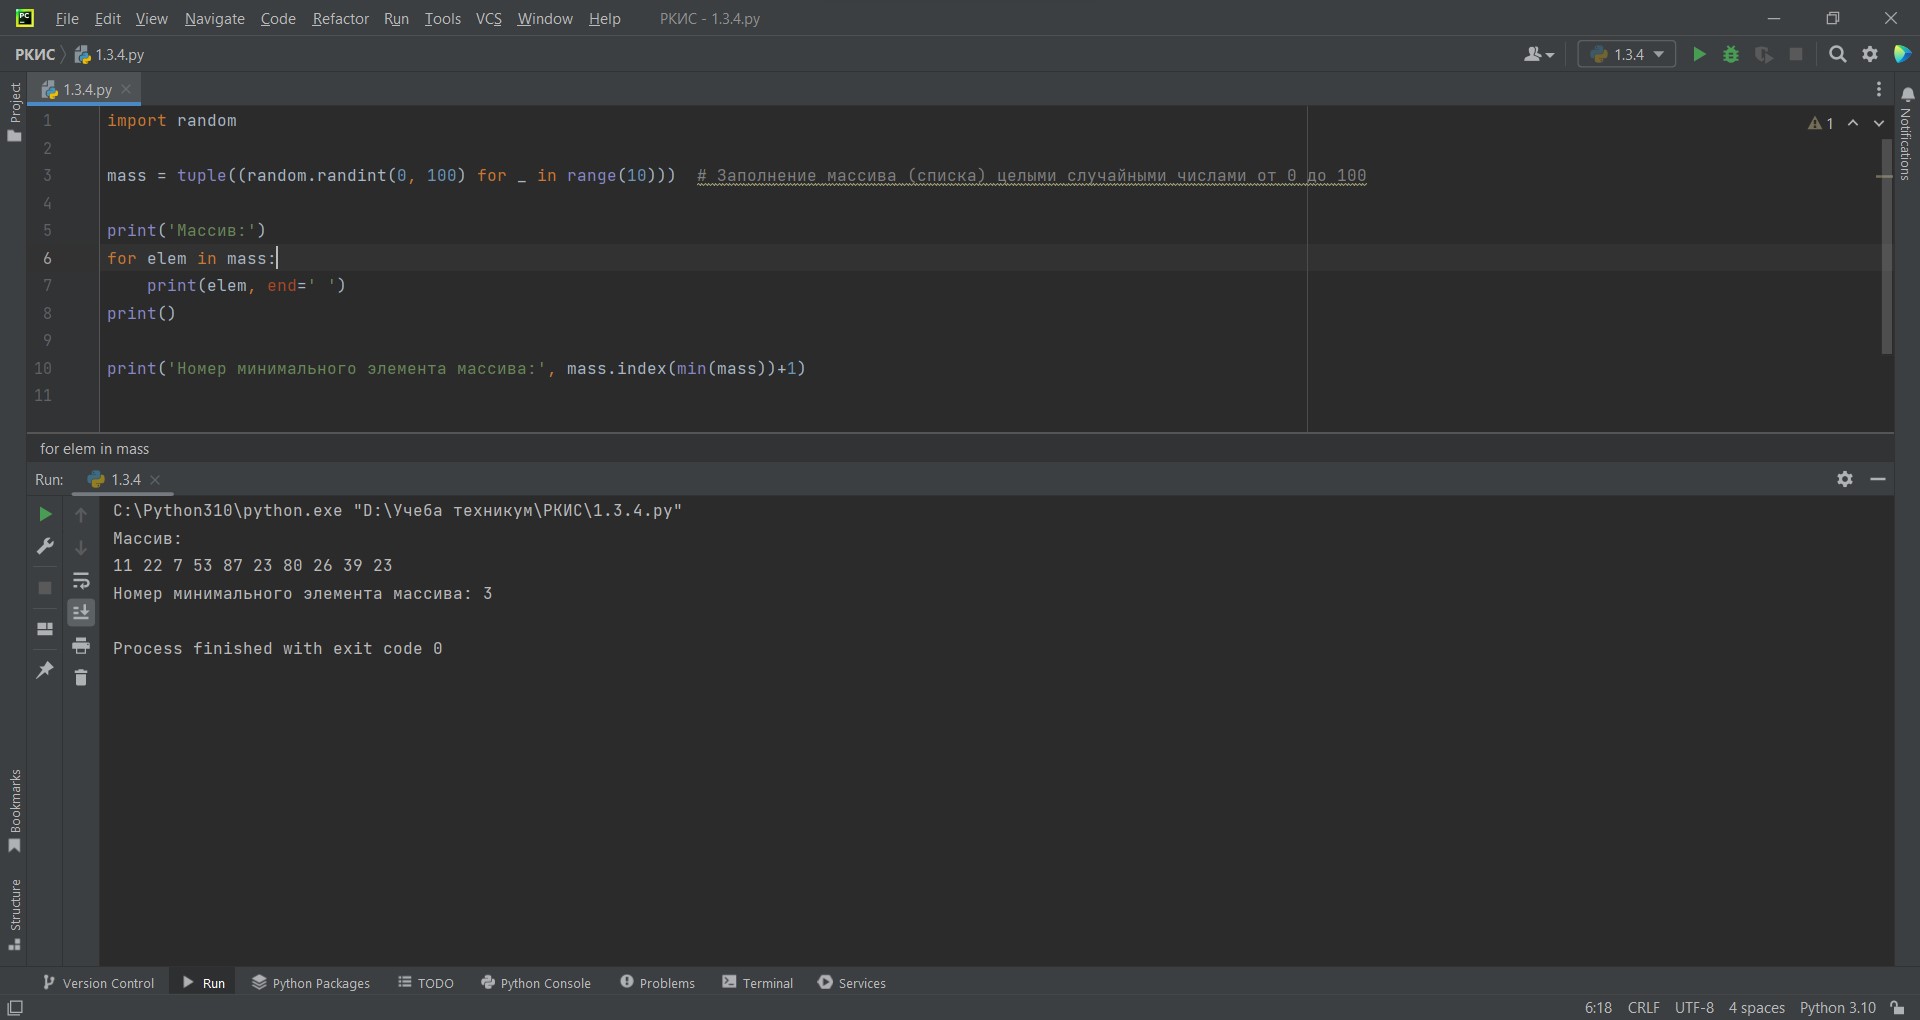 File Edit View Navigate Code Refactor Run Tools VCS Window Help РКИС - 1.3.4.py
РКИС 1.3.4.py 1.3.4
Project
1.3.4.py
Notifications
1 import random
2
3 mass = tuple((random.randint(0, 100) for _ in range(10))) # Заполнение массива (списка) целыми случайными числами от 0 до 100
4
5 print('Массив:')
6 for elem in mass:
7 print(elem, end=' ')
8 print()
9
10 print('Номер минимального элемента массива:', mass.index(min(mass))+1)
11
1
for elem in mass
Run: 1.3.4
C:\Python310\python.exe "D:\Учеба техникум\РКИС\1.3.4.py"
Массив:
11 22 7 53 87 23 80 26 39 23
Номер минимального элемента массива: 3
Process finished with exit code 0
Bookmarks
Structure
Version Control Run Python Packages TODO Python Console Problems Terminal Services
6:18 CRLF UTF-8 4 spaces Python 3.10